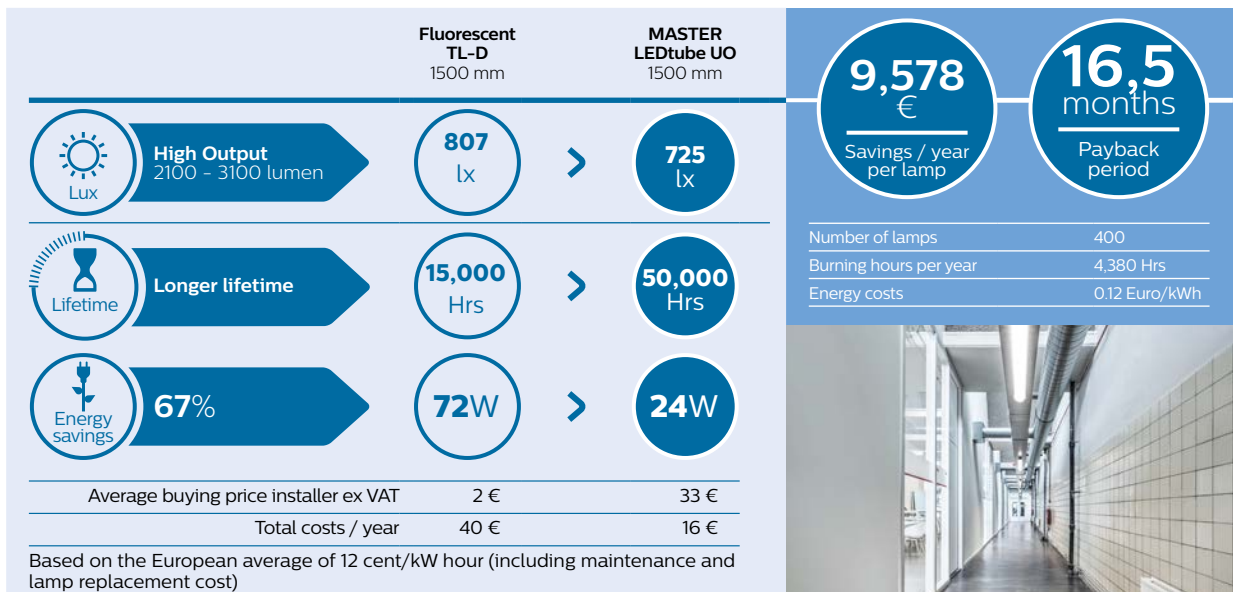 Fluorescent
TL-D
1500 mm
MASTER
LEDtube UO
1500 mm
Lux
High Output
2100 - 3100 lumen
807
lx
>
725
lx
Lifetime
Longer lifetime
15,000
Hrs
>
50,000
Hrs
Energy
savings
67%
72W
>
24W
Average buying price installer ex VAT 2 € 33 €
Total costs / year 40 € 16 €
Based on the European average of 12 cent/kW hour (including maintenance and
lamp replacement cost)
9,578
€
Savings / year
per lamp
16,5
months
Payback
period
Number of lamps 400
Burning hours per year 4,380 Hrs
Energy costs 0.12 Euro/kWh